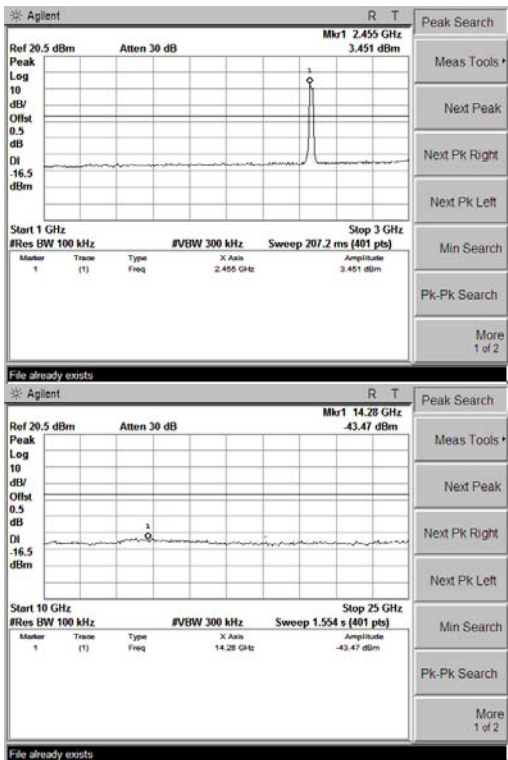 Agilent R T
Mkr1 2.455 GHz
Ref 20.5 dBm Atten 30 dB 3.451 dBm
Peak
Log
10
dB/
Offst
0.5
dB
DI
-16.5
dBm
1
Start 1 GHz Stop 3 GHz
#Res BW 100 kHz #VBW 300 kHz Sweep 207.2 ms (401 pts)
Marker Trace Type X Axis Amplitude
1 (1) Freq 2.455 GHz 3.451 dBm
File already exists
Peak Search
Meas Tools
Next Peak
Next Pk Right
Next Pk Left
Min Search
Pk-Pk Search
More
1 of 2
Agilent R T
Mkr1 14.28 GHz
Ref 20.5 dBm Atten 30 dB -43.47 dBm
Peak
Log
10
dB/
Offst
0.5
dB
DI
-16.5
dBm
1
Start 10 GHz Stop 25 GHz
#Res BW 100 kHz #VBW 300 kHz Sweep 1.554 s (401 pts)
Marker Trace Type X Axis Amplitude
1 (1) Freq 14.28 GHz -43.47 dBm
File already exists
Peak Search
Meas Tools
Next Peak
Next Pk Right
Next Pk Left
Min Search
Pk-Pk Search
More
1 of 2